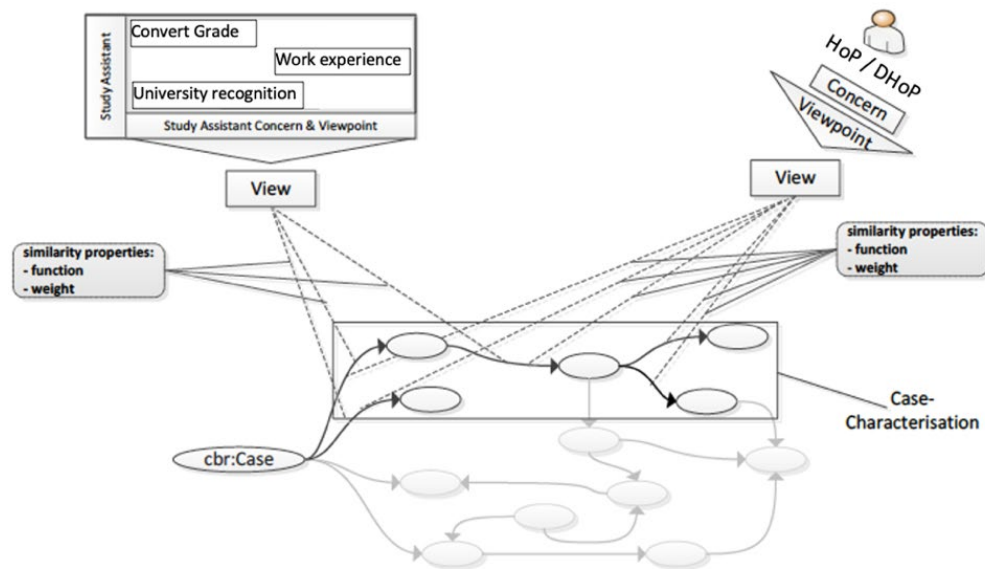 Study Assistant
Convert Grade
Work experience
University recognition
Study Assistant Concern & Viewpoint
HoP / DHoP
Concern
Viewpoint
View
View
similarity properties:
- function
- weight
similarity properties:
- function
- weight
Case-
Characterisation
cbr:Case